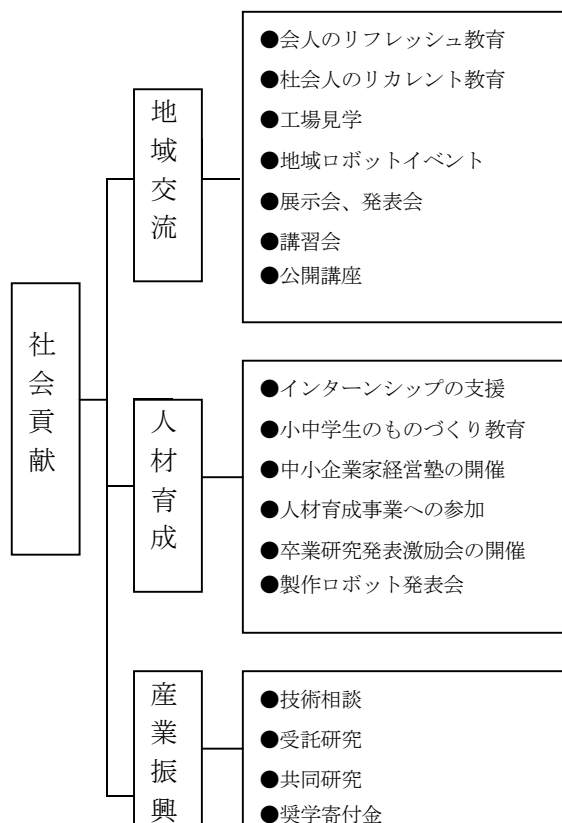 社会貢献
地域交流
●会人のリフレッシュ教育
●杜会人のリカレント教育
●工場見学
●地域ロボットイベント
●展示会、発表会
●講習会
●公開講座
人材育成
●インターンシップの支援
●小中学生のものづくり教育
●中小企業家経営塾の開催
●人材育成事業への参加
●卒業研究発表激励会の開催
●製作ロボット発表会
産業振興
●技術相談
●受託研究
●共同研究
●奨学寄付金